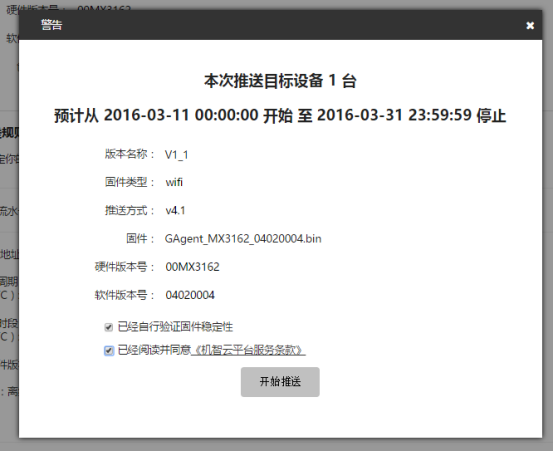 硬件版本号： 00MX3162
警告
✖
软
本次推送目标设备 1 台
预计从 2016-03-11 00:00:00 开始 至 2016-03-31 23:59:59 停止
规则
版本名称： V1_1
固件类型： wifi
推送方式： v4.1
流水
固件： GAgent_MX3162_04020004.bin
地址
硬件版本号： 00MX3162
周期
软件版本号： 04020004
时段
已经自行验证固件稳定性
已经阅读并同意《机智云平台服务条款》
件版
开始推送